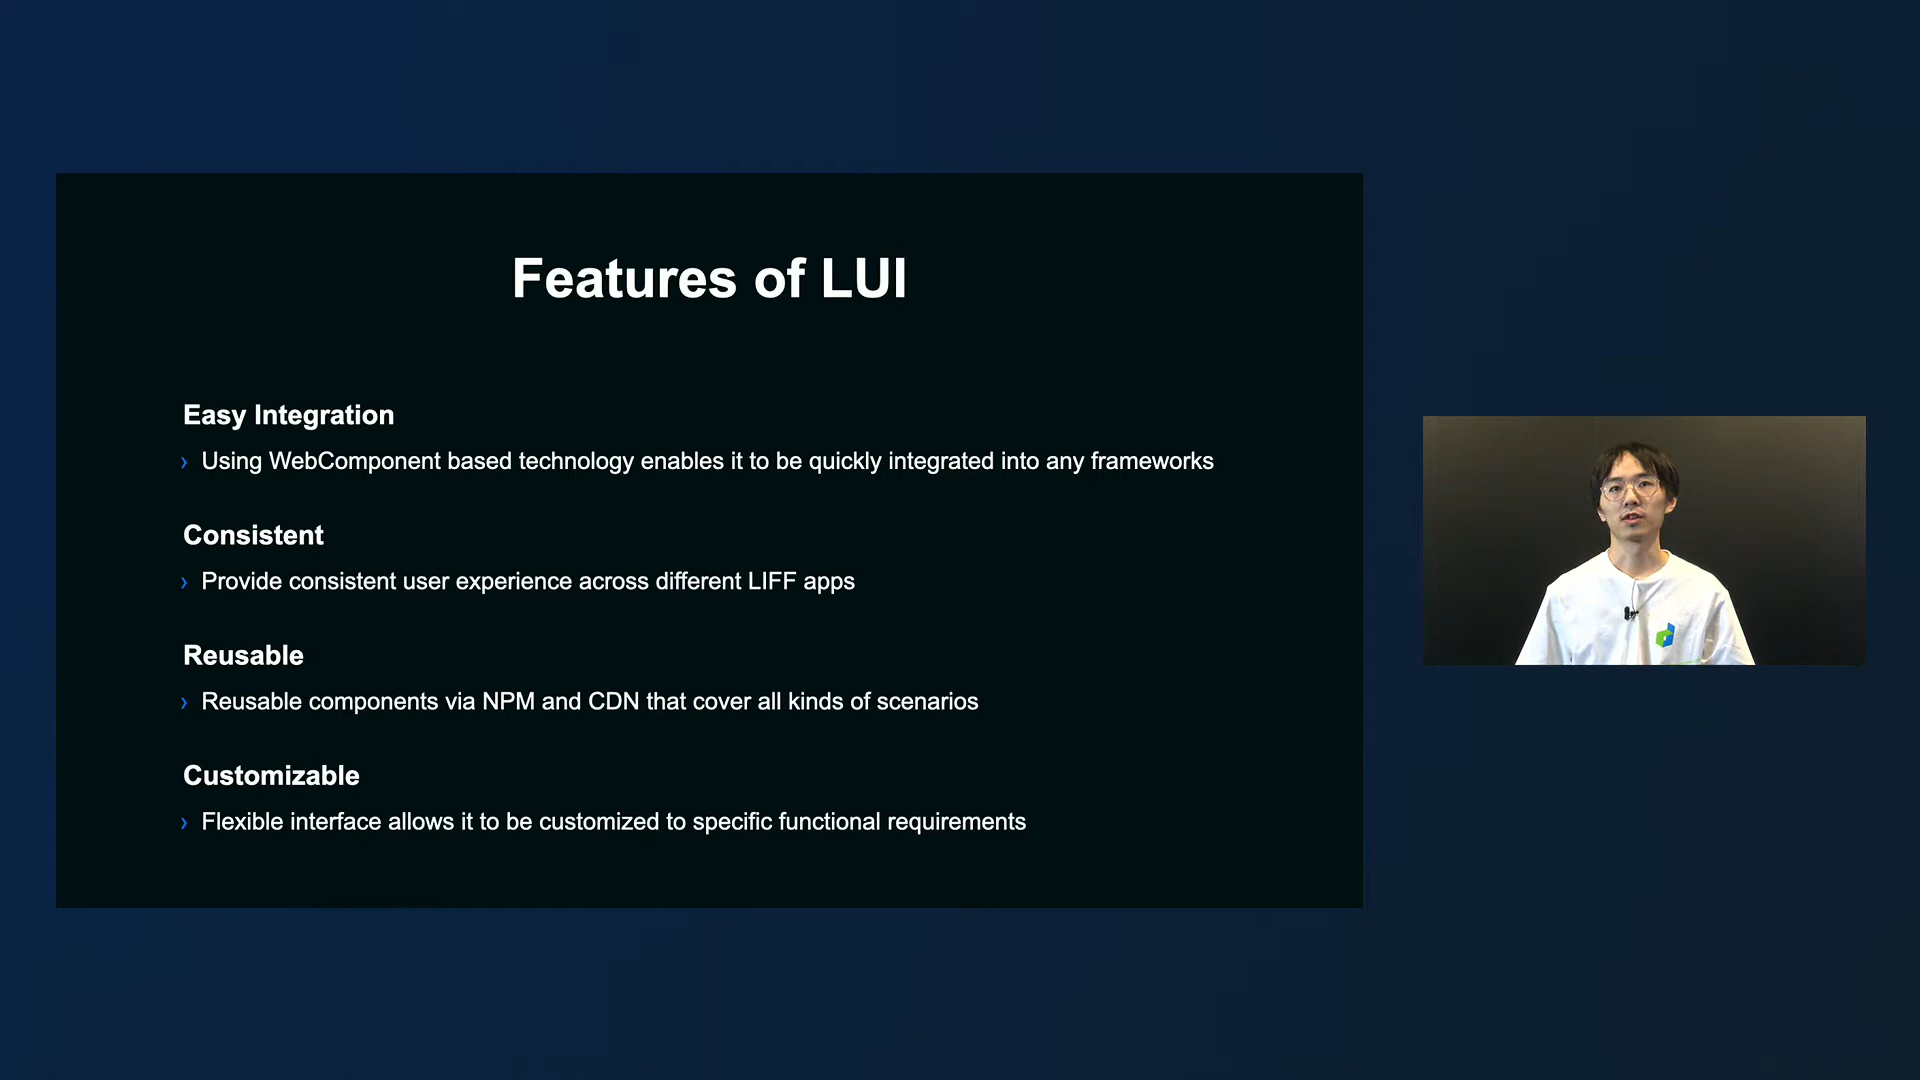 Features of LUI
Easy Integration
› Using WebComponent based technology enables it to be quickly integrated into any frameworks
Consistent
› Provide consistent user experience across different LIFF apps
Reusable
› Reusable components via NPM and CDN that cover all kinds of scenarios
Customizable
› Flexible interface allows it to be customized to specific functional requirements